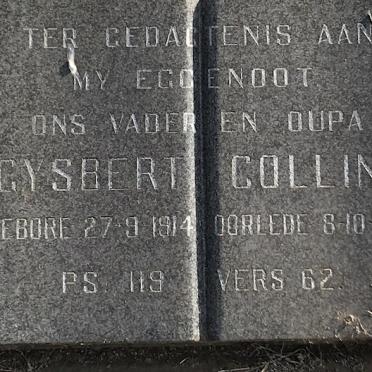 TER GEDAGTENIS AAN
MY EGGENOOT.
ONS VADER EN OUPA
GYSBERT COLLIN
EBORE 27-9-1914 OORLEDE 8-10-
PS. 119 VERS 62.